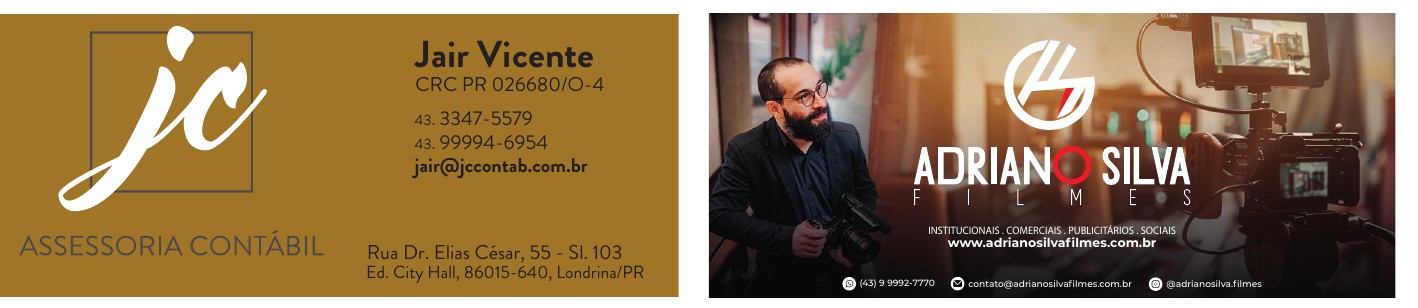 jc
ASSESSORIA CONTÁBIL
Jair Vicente
CRC PR 026680/O-4
43. 3347-5579
43. 99994-6954
jair@jccontab.com.br
Rua Dr. Elias César, 55 - Sl. 103
Ed. City Hall, 86015-640, Londrina/PR
ADRIANO SILVA
FILMES
INSTITUCIONAIS . COMERCIAIS . PUBLICITÁRIOS . SOCIAIS
www.adrianosilvafilmes.com.br
(43) 9 9992-7770 contato@adrianosilvafilmes.com.br @adrianosilva.filmes